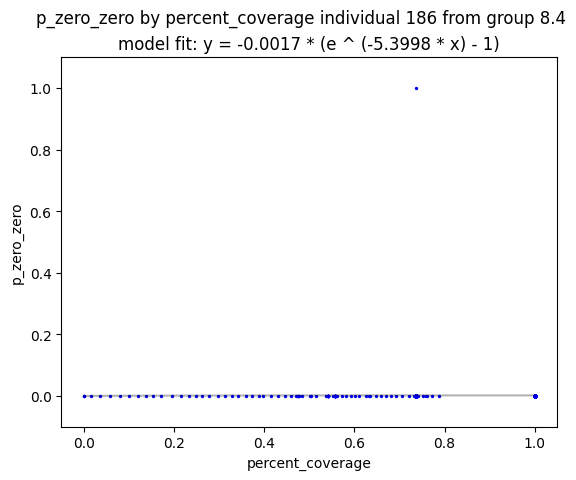 p_zero_zero by percent_coverage individual 186 from group 8.4
model fit: y = -0.0017 * (e ^ (-5.3998 * x) - 1)
1.0
0.8
0.6
0.4
0.2
0.0
p_zero_zero
0.0 0.2 0.4 0.6 0.8 1.0
percent_coverage